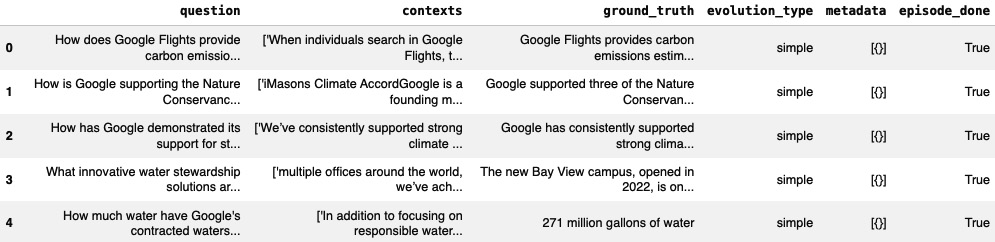 question contexts ground_truth evolution_type metadata episode_done
0 How does Google Flights provide carbon emissio... ['When individuals search in Google Flights, t... Google Flights provides carbon emissions estim... simple [{}] True
1 How is Google supporting the Nature Conservanc... ['iMasons Climate AccordGoogle is a founding m... Google supported three of the Nature Conservan... simple [{}] True
2 How has Google demonstrated its support for st... ['We've consistently supported strong climate ... Google has consistently supported strong clima... simple [{}] True
3 What innovative water stewardship solutions ar... ['multiple offices around the world, we've ach... The new Bay View campus, opened in 2022, is on... simple [{}] True
4 How much water have Google's contracted waters... ['In addition to focusing on responsible water... 271 million gallons of water simple [{}] True